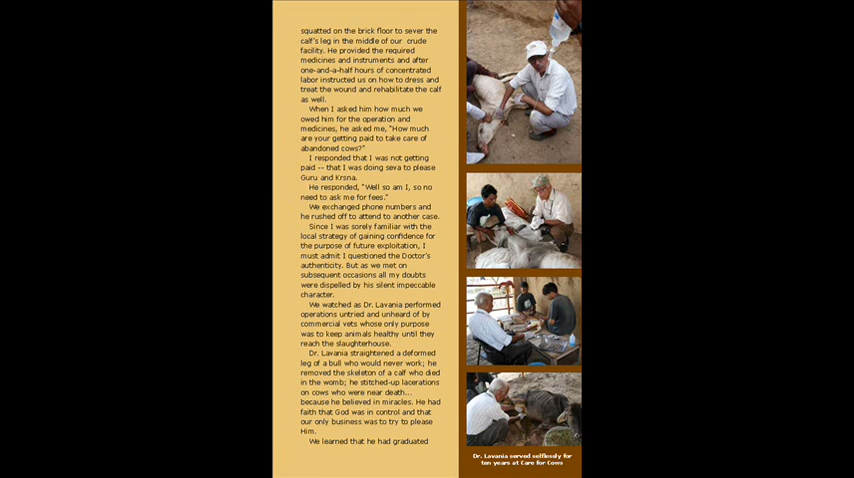 squatted on the brick floor to sever the
calf's leg in the middle of our crude
facility. He provided the required
medicines and instruments and after
one-and-a-half hours of concentrated
labor instructed us on how to dress and
treat the wound and rehabilitate the calf
as well.
When I asked him how much we
owed him for the operation and
medicines, he asked me, "How much
are your getting paid to take care of
abandoned cows?"
I responded that I was not getting
paid -- that I was doing seva to please
Guru and Krsna.
He responded, "Well so am I, so no
need to ask me for fees."
We exchanged phone numbers and
he rushed off to attend to another case.
Since I was sorely familiar with the
local strategy of gaining confidence for
the purpose of future exploitation, I
must admit I questioned the Doctor's
authenticity. But as we met on
subsequent occasions all my doubts
were dispelled by his silent impeccable
character.
We watched as Dr. Lavania performed
operations untried and unheard of by
commercial vets whose only purpose
was to keep animals healthy until they
reach the slaughterhouse.
Dr. Lavania straightened a deformed
leg of a bull who would never work; he
removed the skeleton of a calf who died
in the womb; he stitched-up lacerations
on cows who were near death...
because he believed in miracles. He had
faith that God was in control and that
our only business was to try to please
Him.
We learned that he had graduated
Dr. Lavania served selflessly for
ten years at Care for Cows